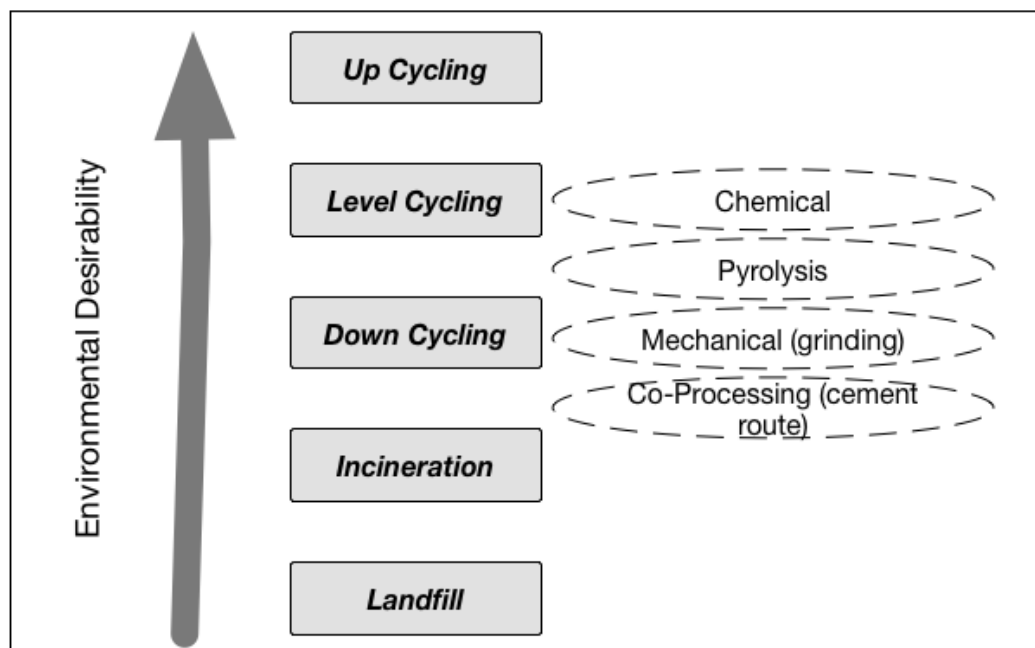 Environmental Desirability
Up Cycling
Level Cycling
Chemical
Pyrolysis
Down Cycling
Mechanical (grinding)
Co-Processing (cement
route)
Incineration
Landfill